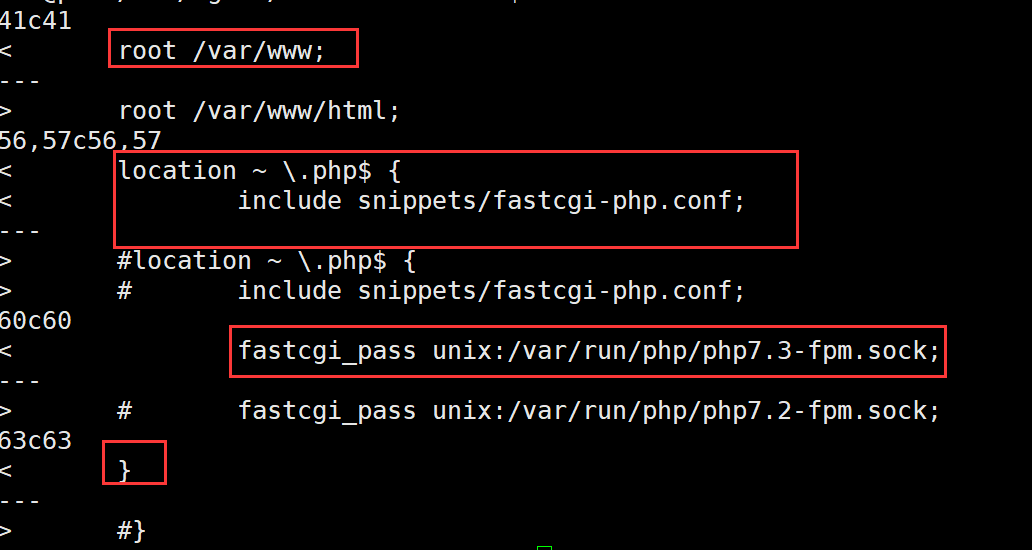 41c41
< root /var/www;
---
> root /var/www/html;
56,57c56,57
< location ~ \.php$ {
< include snippets/fastcgi-php.conf;
---
> #location ~ \.php$ {
> # include snippets/fastcgi-php.conf;
60c60
< fastcgi_pass unix:/var/run/php/php7.3-fpm.sock;
---
> # fastcgi_pass unix:/var/run/php/php7.2-fpm.sock;
63c63
< }
---
> #}